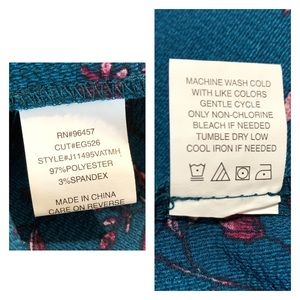 RN#96457
CUT#EG526
STYLE#J11495VATMH
97%POLYESTER
3%SPANDEX
MADE IN CHINA
CARE ON REVERSE
MACHINE WASH COLD
WITH LIKE COLORS
GENTLE CYCLE
ONLY NON-CHLORINE
BLEACH IF NEEDED
TUMBLE DRY LOW
COOL IRON IF NEEDED